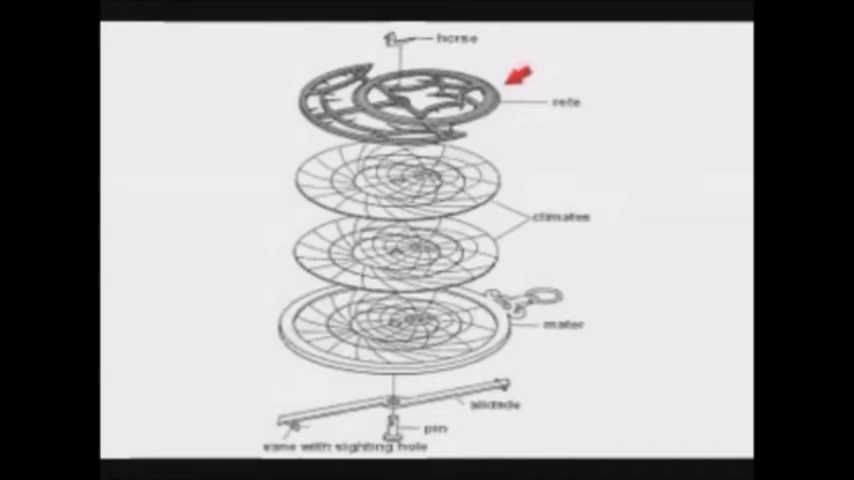 horse
rete
climates
mater
alidade
pin
vane with sighting hole